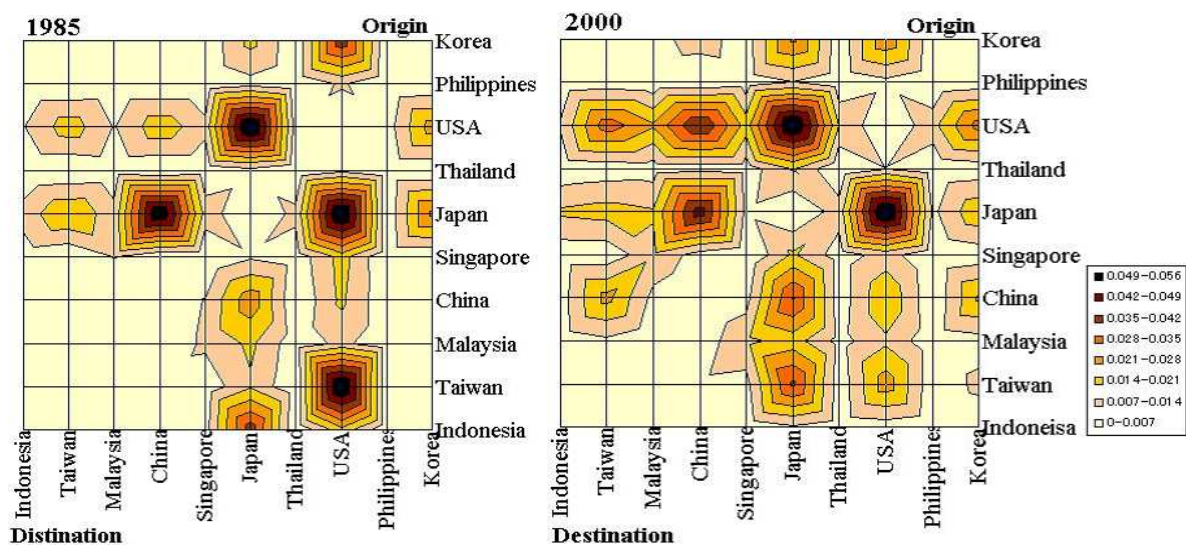 1985 Origin
Korea
Philippines
USA
Thailand
Japan
Singapore
China
Malaysia
Taiwan
Indonesia
Indonesia
Taiwan
Malaysia
China
Singapore
Japan
Thailand
USA
Philippines
Korea
Distination
2000 Origin
Korea
Philippines
USA
Thailand
Japan
Singapore
China
Malaysia
Taiwan
Indoneisa
Indonesia
Taiwan
Malaysia
China
Singapore
Japan
Thailand
USA
Philippines
Korea
Destination
0.049-0.056
0.042-0.049
0.035-0.042
0.028-0.035
0.021-0.028
0.014-0.021
0.007-0.014
0-0.007